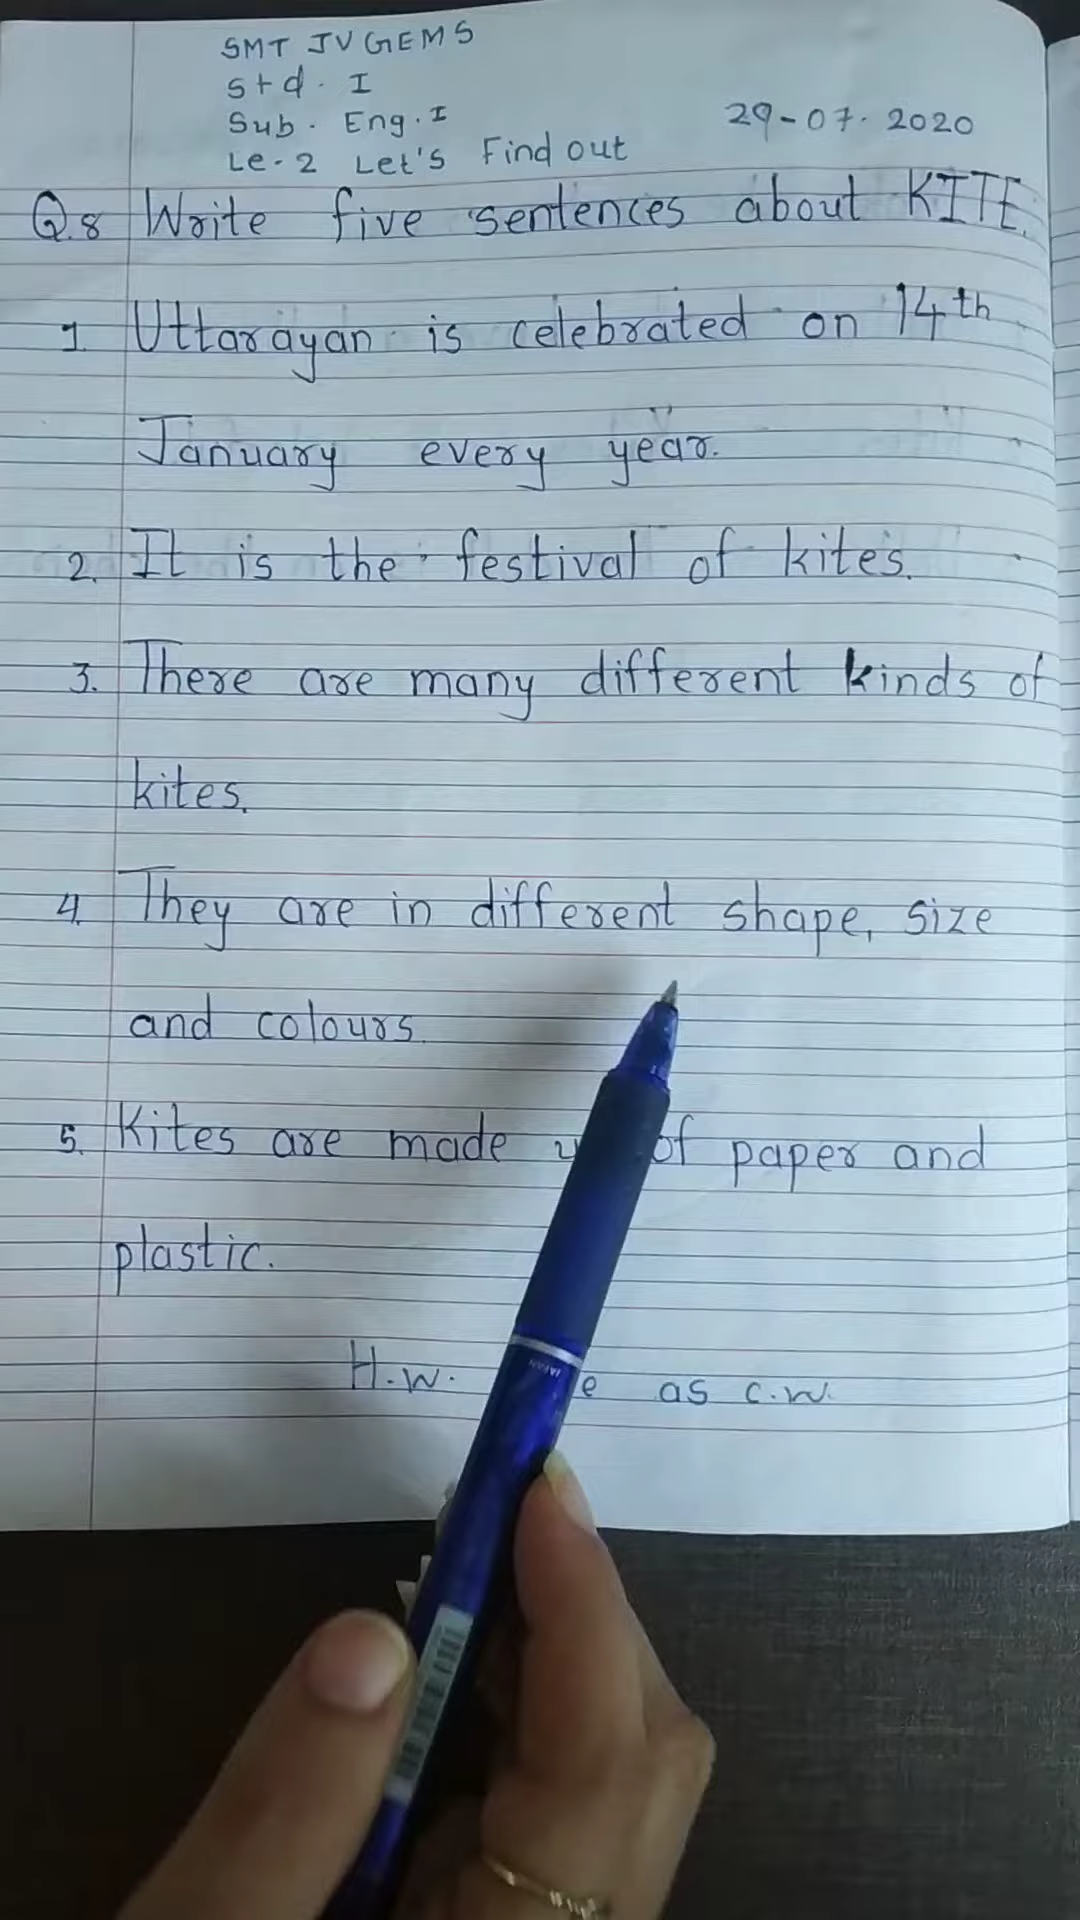 SMT JV GEMS
Std. I
Sub. Eng. I
29-07-2020
Le-2 Let's Find out
Q.8 Write five sentences about KITE.
1. Uttarayan is celebrated on 14th
January every year.
2. It is the festival of kites.
3. There are many different kinds of
kites.
4. They are in different shape, size
and colours.
5. Kites are made of paper and
plastic.
H.W. as C.W.
JAPAN